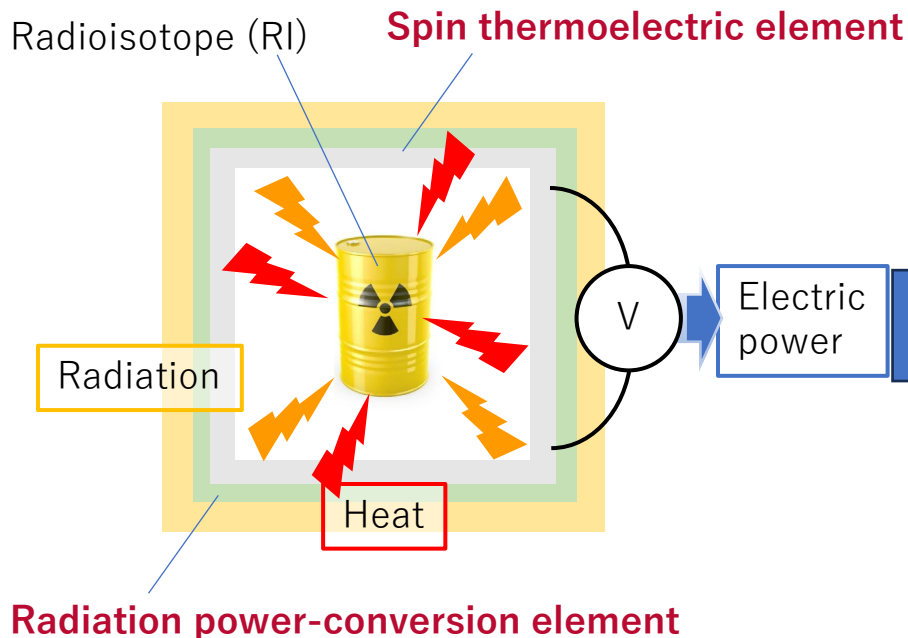 Radioisotope (RI)
Spin thermoelectric element
V
Electric
power
Radiation
Heat
Radiation power-conversion element